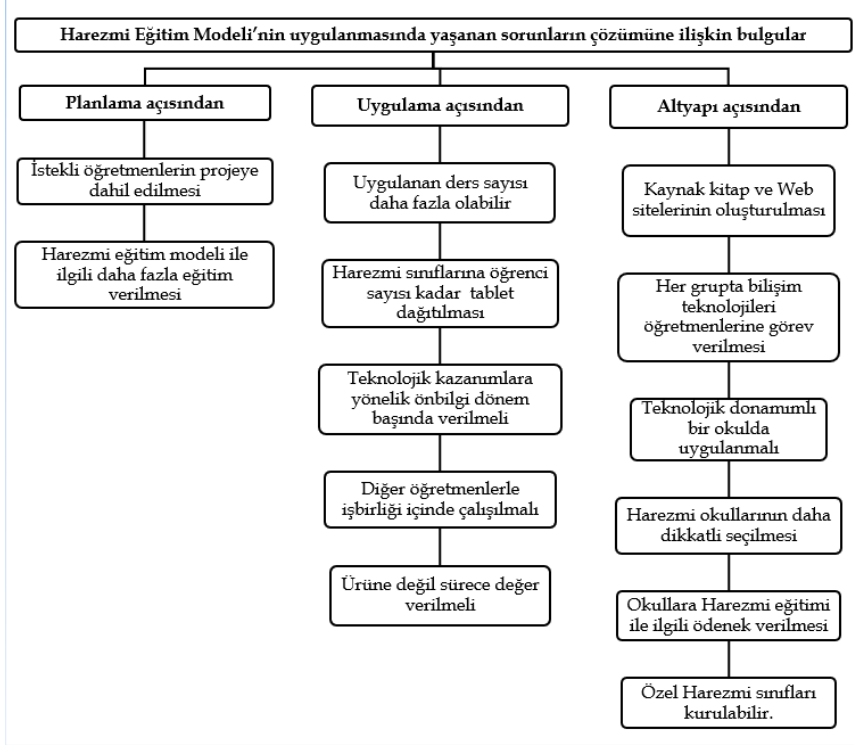 Harezmi Eğitim Modeli’nin uygulanmasında yaşanan sorunların çözümüne ilişkin bulgular
Planlama açısından
İstekli öğretmenlerin projeye
dahil edilmesi
Harezmi eğitim modeli ile
ilgili daha fazla eğitim
verilmesi
Uygulama açısından
Uygulanan ders sayısı
daha fazla olabilir
Harezmi sınıflarına öğrenci
sayısı kadar tablet
dağıtılması
Teknolojik kazanımlara
yönelik önbilgi dönem
başında verilmeli
Diğer öğretmenlerle
işbirliği içinde çalışılmalı
Ürüne değil sürece değer
verilmeli
Altyapı açısından
Kaynak kitap ve Web
sitelerinin oluşturulması
Her grupta bilişim
teknolojileri
öğretmenlerine görev
verilmesi
Teknolojik donamımlı
bir okulda
uygulanmalı
Harezmi okullarının daha
dikkatli seçilmesi
Okullara Harezmi eğitimi
ile ilgili ödenek verilmesi
Özel Harezmi sınıfları
kurulabilir.